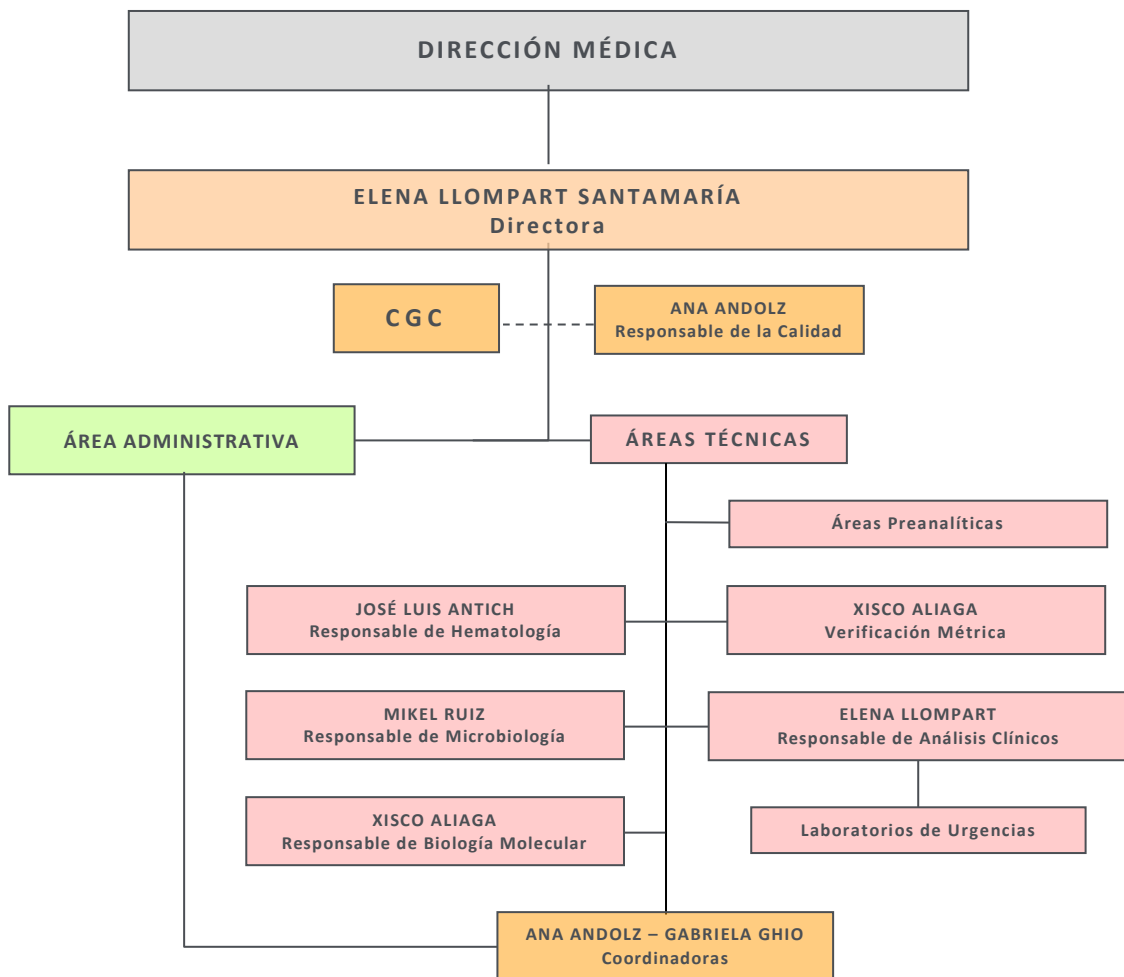 DIRECCIÓN MÉDICA
ELENA LLOMPART SANTAMARÍA
Directora
CGC
ANA ANDOLZ
Responsable de la Calidad
ÁREA ADMINISTRATIVA
ÁREAS TÉCNICAS
Áreas Preanalíticas
JOSÉ LUIS ANTICH
Responsable de Hematología
XISCO ALIAGA
Verificación Métrica
MIKEL RUIZ
Responsable de Microbiología
ELENA LLOMPART
Responsable de Análisis Clínicos
XISCO ALIAGA
Responsable de Biología Molecular
Laboratorios de Urgencias
ANA ANDOLZ – GABRIELA GHIO
Coordinadoras